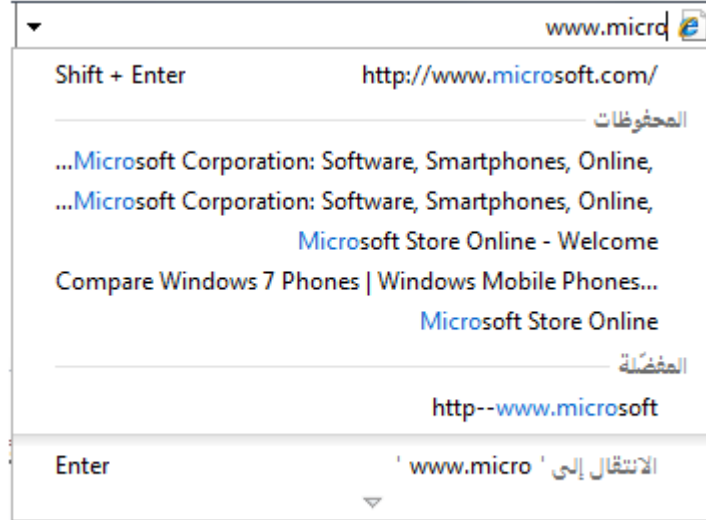 www.micro
http://www.microsoft.com/ Shift + Enter
المحفوظات
Microsoft Corporation: Software, Smartphones, Online,...
Microsoft Corporation: Software, Smartphones, Online,...
Microsoft Store Online - Welcome
Compare Windows 7 Phones | Windows Mobile Phones...
Microsoft Store Online
المفضّلة
http--www.microsoft
الانتقال إلى ' www.micro ' Enter